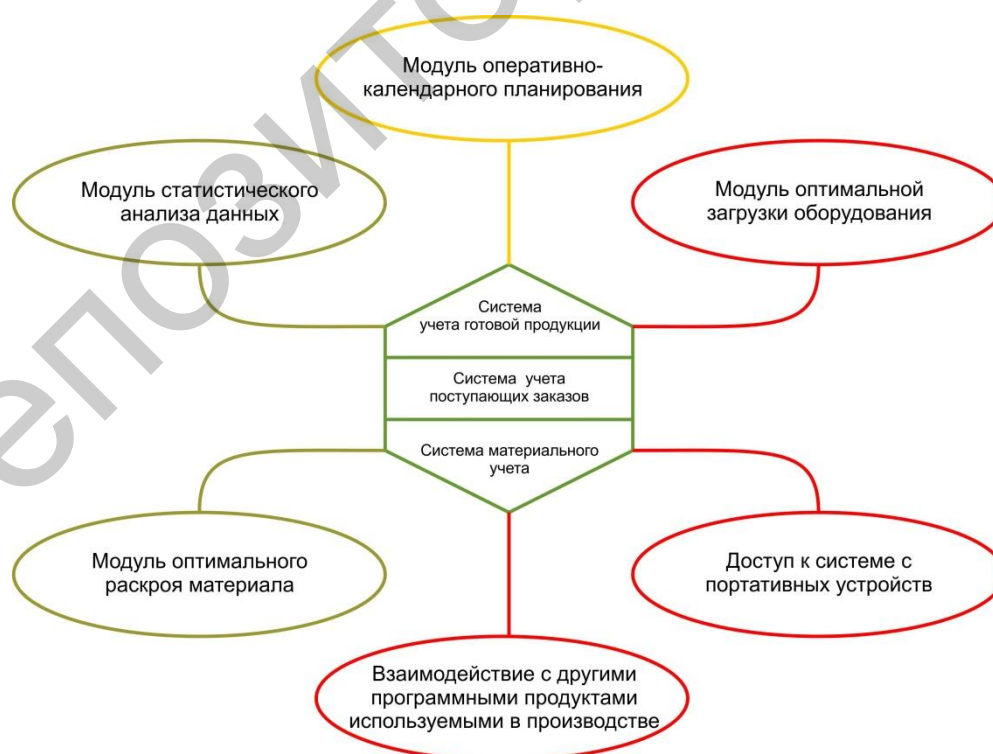 Модуль оперативно-
календарного планирования
Модуль статистического
анализа данных
Модуль оптимальной
загрузки оборудования
Система
учета готовой продукции
Система учета
поступающих заказов
Система материального
учета
Модуль оптимального
раскроя материала
Доступ к системе с
портативных устройств
Взаимодействие с другими
программными продуктами
используемыми в производстве